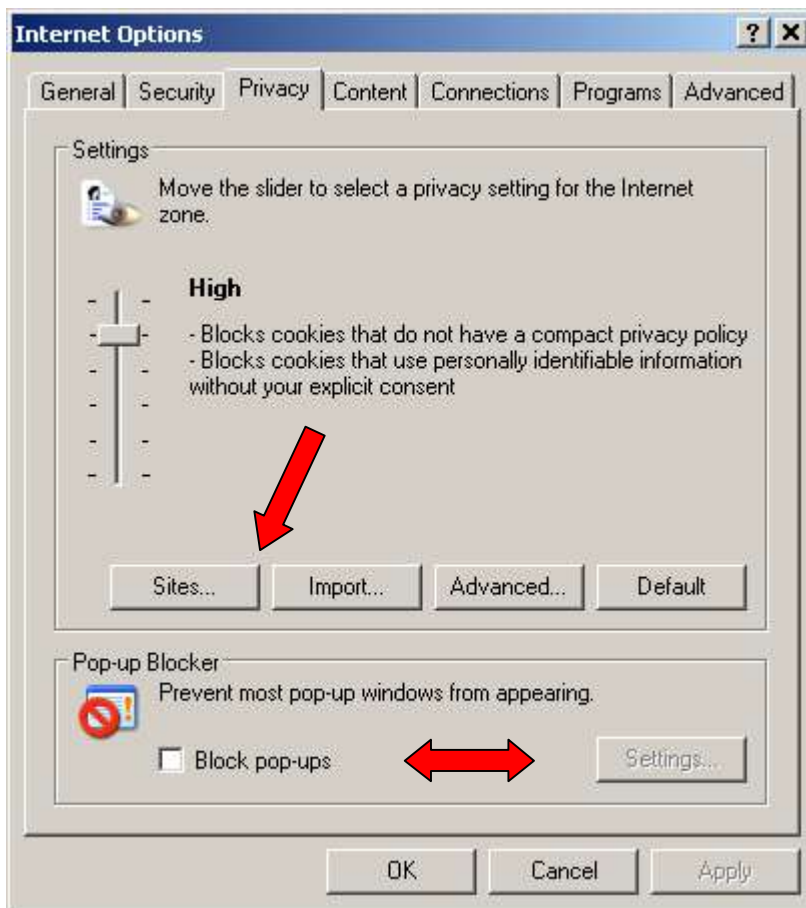 Internet Options
General Security Privacy Content Connections Programs Advanced
Settings
Move the slider to select a privacy setting for the Internet
zone.
High
- Blocks cookies that do not have a compact privacy policy
- Blocks cookies that use personally identifiable information
without your explicit consent
Sites... Import... Advanced... Default
Pop-up Blocker
Prevent most pop-up windows from appearing.
Block pop-ups Settings...
OK Cancel Apply